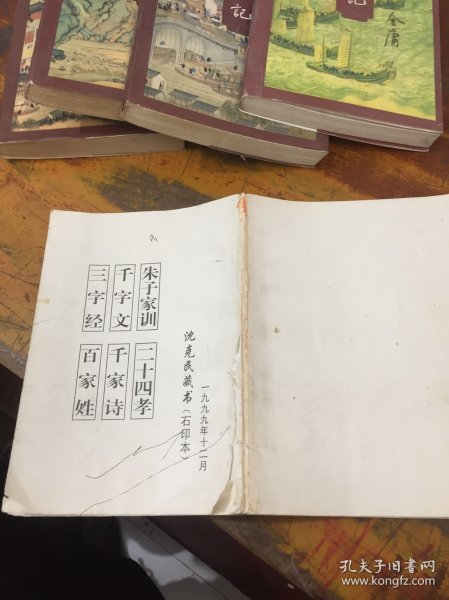 記
記
金庸
朱子家训
千字文
三字经
二十四孝
千家诗
百家姓
沈克民藏书(石印本)
一九九九年十二月
孔夫子旧书网
www.kongfz.com